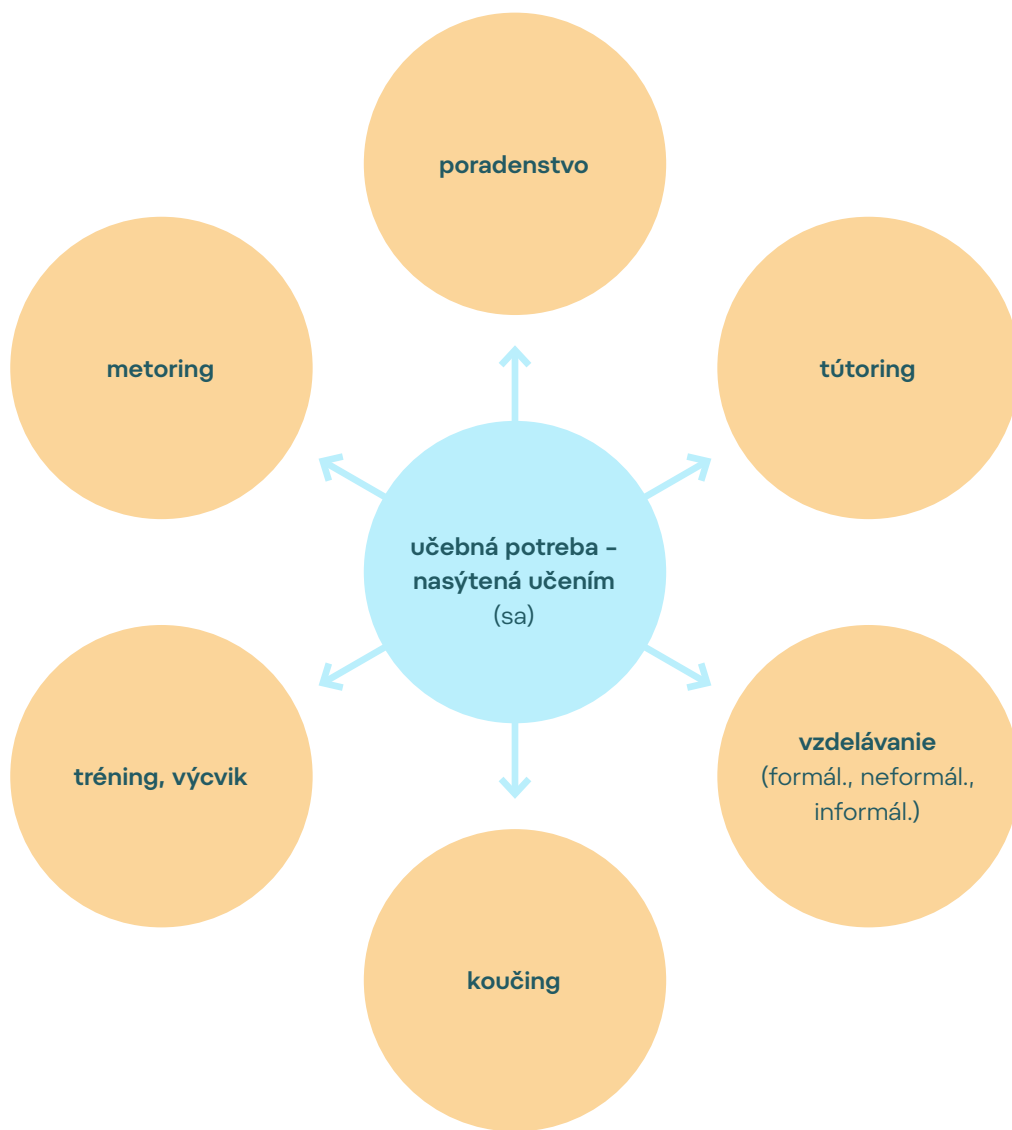 poradenstvo
metoring
tútoring
učebná potreba –
nasýtená učením
(sa)
tréning, výcvik
vzdelávanie
(formál., neformál.,
informál.)
koučing